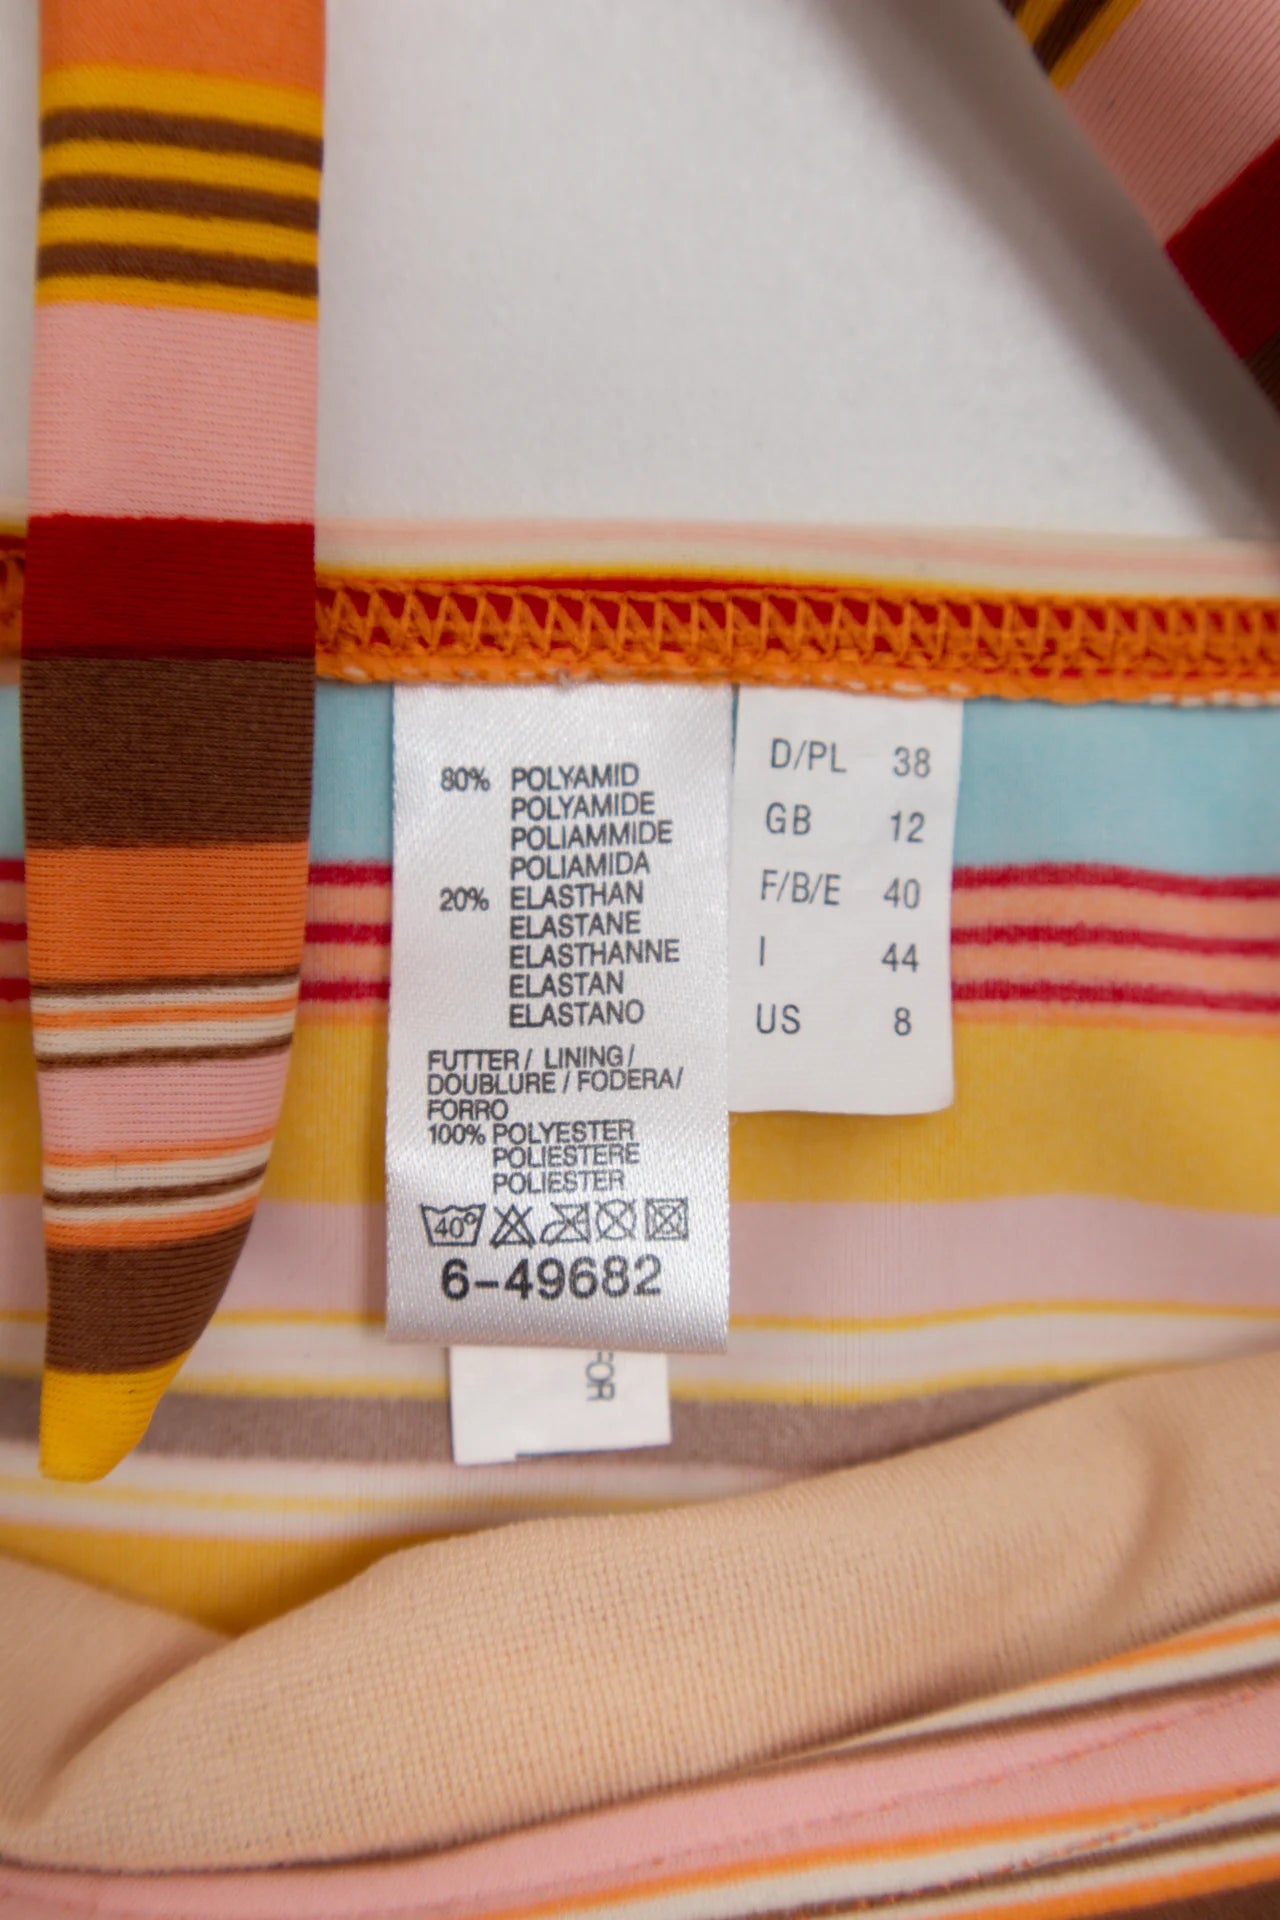 80% POLYAMID
POLYAMIDE
POLIAMMIDE
POLIAMIDA
20% ELASTHAN
ELASTANE
ELASTHANNE
ELASTAN
ELASTANO
FUTTER / LINING /
DOUBLURE / FODERA /
FORRO
100% POLYESTER
POLIESTERE
POLIESTER
40°
6-49682
D/PL 38
GB 12
F/B/E 40
I 44
US 8
FOR